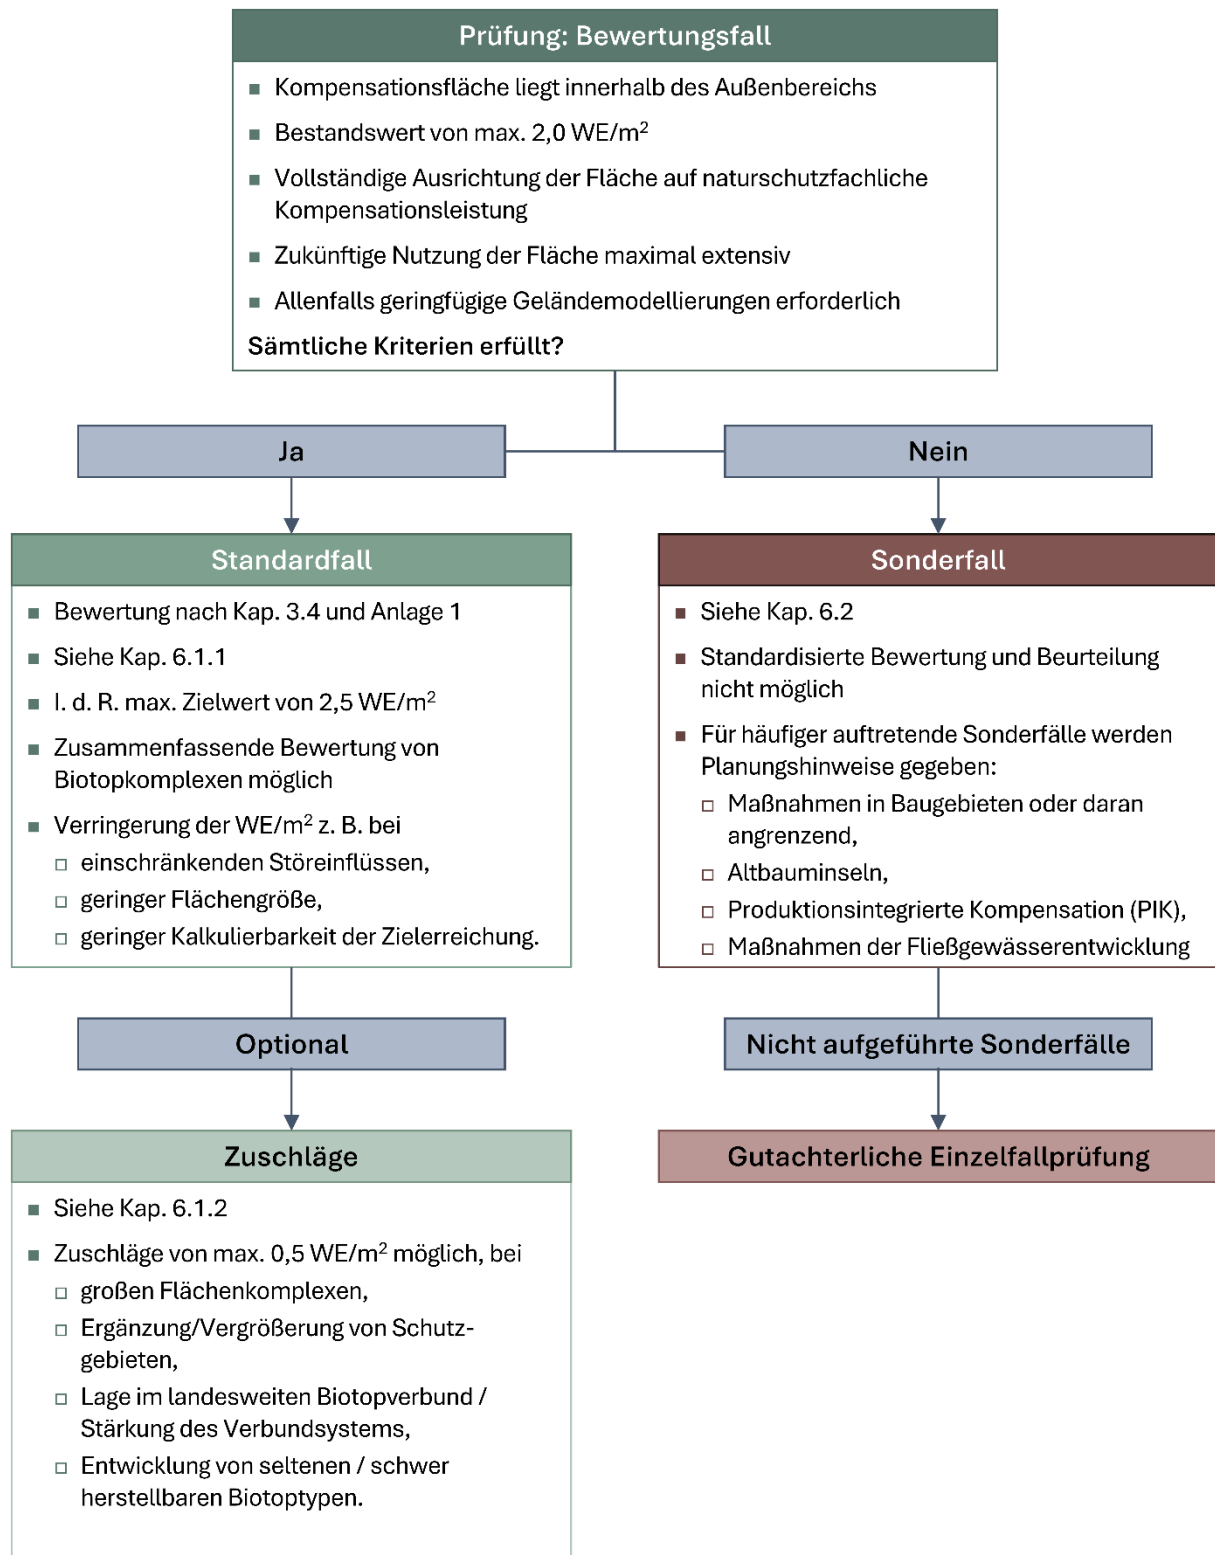 Prüfung: Bewertungsfall
▪ Kompensationsfläche liegt innerhalb des Außenbereichs
▪ Bestandswert von max. 2,0 WE/m²
▪ Vollständige Ausrichtung der Fläche auf naturschutzfachliche
Kompensationsleistung
▪ Zukünftige Nutzung der Fläche maximal extensiv
▪ Allenfalls geringfügige Geländemodellierungen erforderlich
Sämtliche Kriterien erfüllt?
Ja
Nein
Standardfall
▪ Bewertung nach Kap. 3.4 und Anlage 1
▪ Siehe Kap. 6.1.1
▪ I. d. R. max. Zielwert von 2,5 WE/m²
▪ Zusammenfassende Bewertung von
Biotopkomplexen möglich
▪ Verringerung der WE/m² z. B. bei
▫ einschränkenden Störeinflüssen,
▫ geringer Flächengröße,
▫ geringer Kalkulierbarkeit der Zielerreichung.
Sonderfall
▪ Siehe Kap. 6.2
▪ Standardisierte Bewertung und Beurteilung
nicht möglich
▪ Für häufiger auftretende Sonderfälle werden
Planungshinweise gegeben:
▫ Maßnahmen in Baugebieten oder daran
angrenzend,
▫ Altbauminseln,
▫ Produktionsintegrierte Kompensation (PIK),
▫ Maßnahmen der Fließgewässerentwicklung
Optional
Nicht aufgeführte Sonderfälle
Zuschläge
▪ Siehe Kap. 6.1.2
▪ Zuschläge von max. 0,5 WE/m² möglich, bei
▫ großen Flächenkomplexen,
▫ Ergänzung/Vergrößerung von Schutz-
gebieten,
▫ Lage im landesweiten Biotopverbund /
Stärkung des Verbundsystems,
▫ Entwicklung von seltenen / schwer
herstellbaren Biotoptypen.
Gutachterliche Einzelfallprüfung